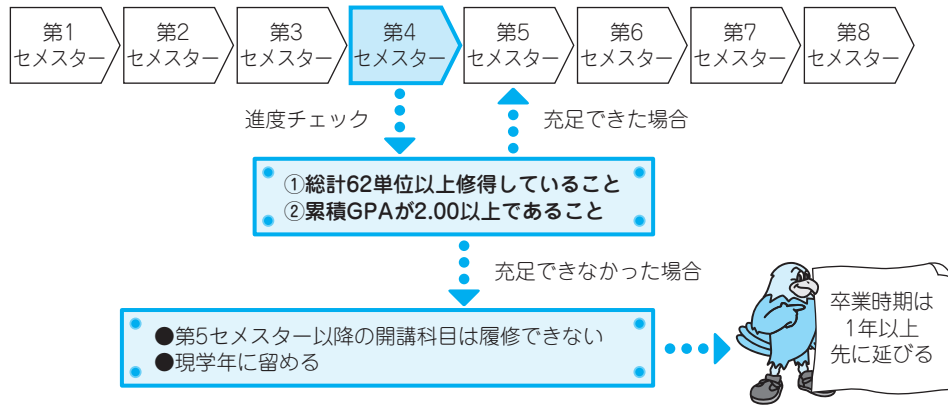 第1
セメスター
第2
セメスター
第3
セメスター
第4
セメスター
第5
セメスター
第6
セメスター
第7
セメスター
第8
セメスター
進度チェック
充足できた場合
①総計62単位以上修得していること
②累積GPAが2.00以上であること
充足できなかった場合
●第5セメスター以降の開講科目は履修できない
●現学年に留める
卒業時期は
1年以上
先に延びる